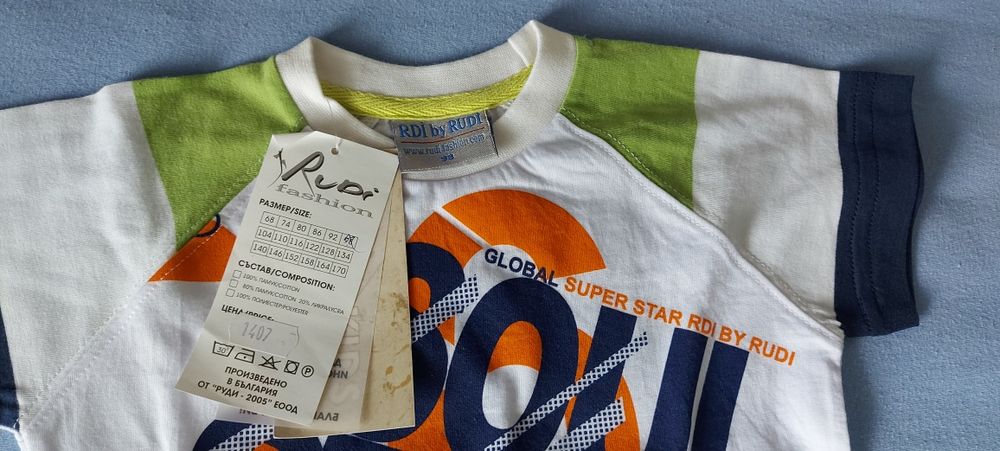 RDI by RUDI
www.rudi-fashion.com
98
Rudi
fashion
РАЗМЕР/SIZE:
68 74 80 86 92
104 110 116 122 128 134
140 146 152 158 164 170
СЪСТАВ/COMPOSITION:
100% ПАМУК/COTTON
80% ПАМУК/COTTON 20% ЛИКРА/LYCRA
100% ПОЛИЕСТЕР/POLYESTER
ЦЕНА/PRICE:
1407
30°
ПРОИЗВЕДЕНО
В БЪЛГАРИЯ
ОТ "РУДИ - 2005" ЕООД
GLOBAL SUPER STAR RDI BY RUDI